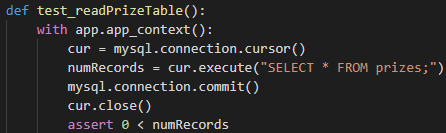 def test_readPrizeTable():
    with app.app_context():
        cur = mysql.connection.cursor()
        numRecords = cur.execute("SELECT * FROM prizes;")
        mysql.connection.commit()
        cur.close()
        assert 0 < numRecords